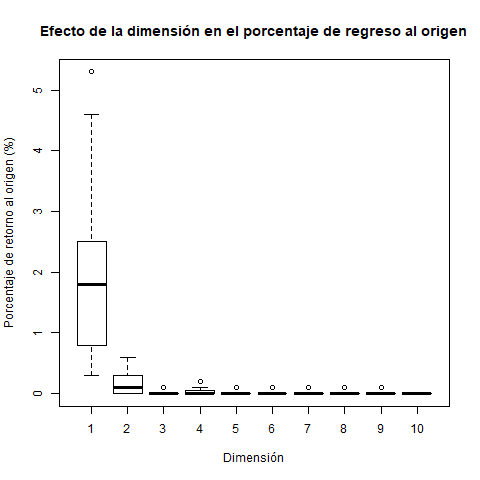 Efecto de la dimensión en el porcentaje de regreso al origen
Porcentaje de retorno al origen (%)
5
4
3
2
1
0
1 2 3 4 5 6 7 8 9 10
Dimensión